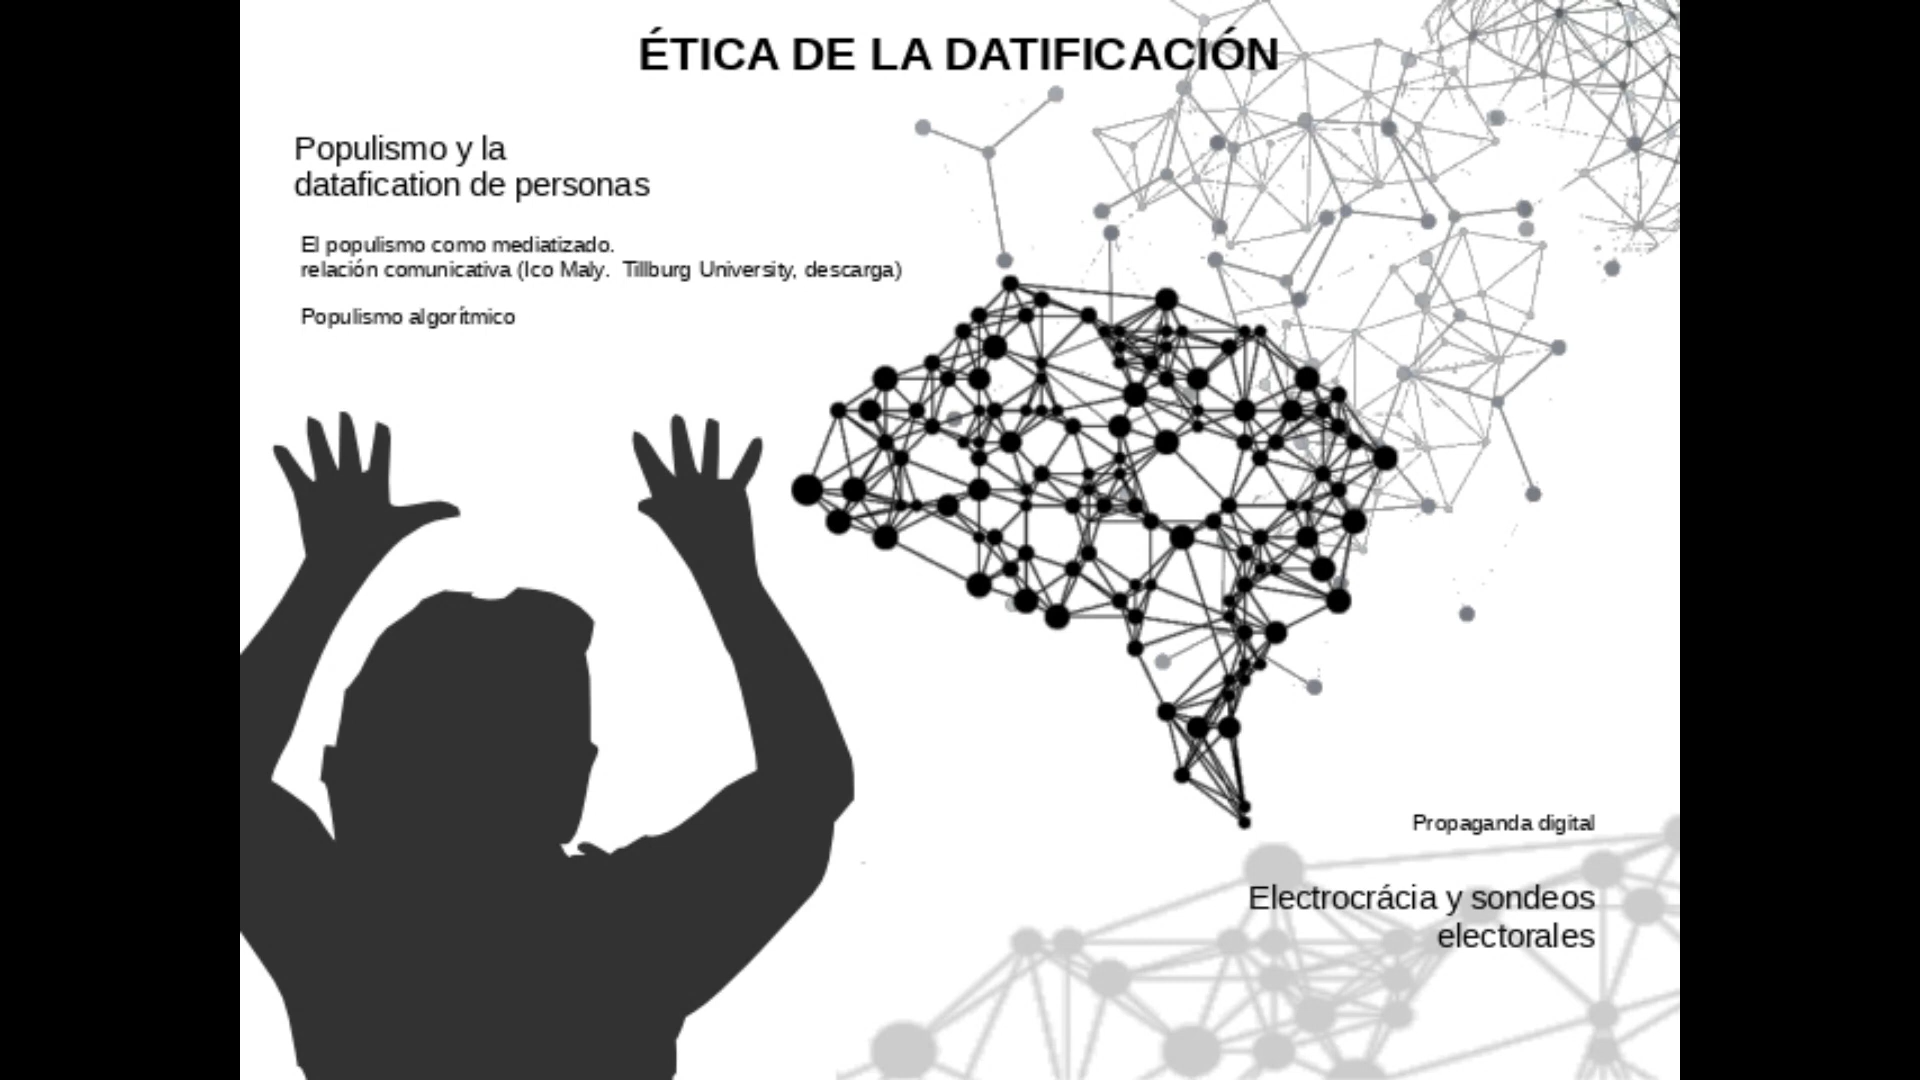 ÉTICA DE LA DATIFICACIÓN
Populismo y la
datafication de personas
El populismo como mediatizado.
relación comunicativa (Ico Maly. Tillburg University, descarga)
Populismo algorítmico
Propaganda digital
Electrocrácia y sondeos
electorales